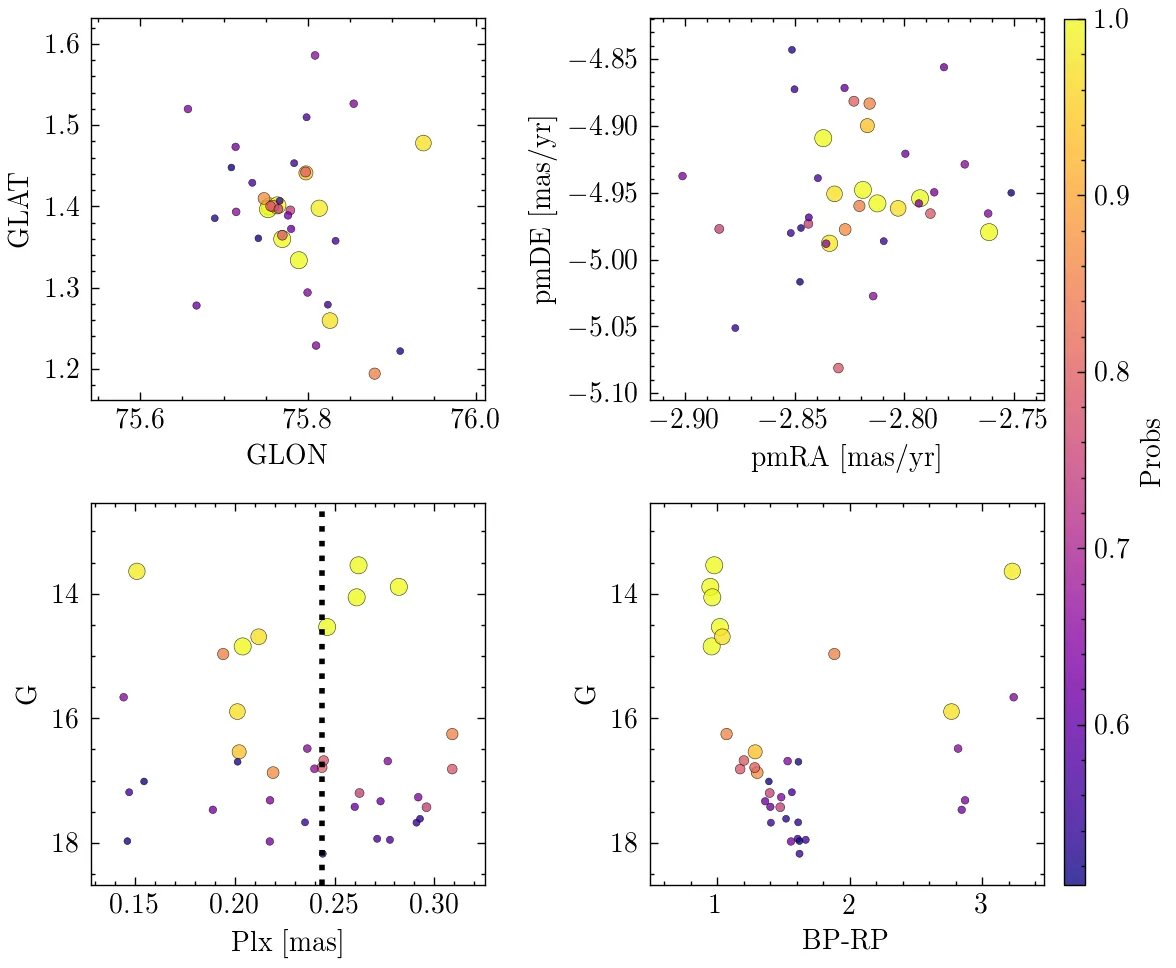 1.6
1.5
1.4
1.3
1.2
GLAT
75.6 75.8 76.0
GLON
−4.85
−4.90
−4.95
−5.00
−5.05
−5.10
pmDE [mas/yr]
−2.90 −2.85 −2.80 −2.75
pmRA [mas/yr]
1.0
0.9
0.8
0.7
0.6
Probs
14
16
18
G
0.15 0.20 0.25 0.30
Plx [mas]
14
16
18
G
1 2 3
BP-RP